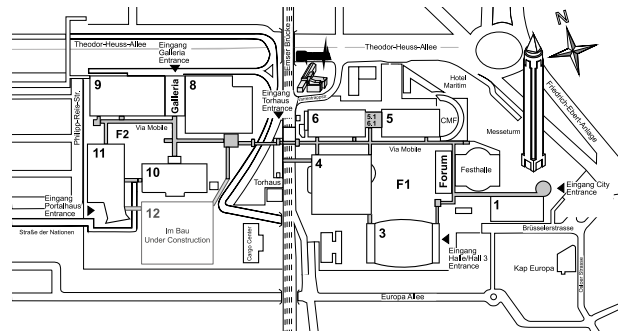 Theodor-Heuss-Allee
Eingang
Galleria
Entrance
Emser Brücke
Theodor-Heuss-Allee
N
9
Galleria
8
Hotel
Maritim
Friedrich-Ebert-Anlage
Philipp-Reis-Str.
Eingang
Torhaus
Entrance
Via Mobile
F2
6
5.1
6.1
5
CMF
Messeturm
11
10
Via Mobile
4
F1
Forum
Festhalle
Torhaus
Eingang City
Entrance
1
Eingang
Portalhaus
Entrance
12
Im Bau
Under Construction
Straße der Nationen
Cargo Center
3
Eingang
Halle/Hall 3
Entrance
Brüsselerstrasse
Kap Europa
Europa Allee